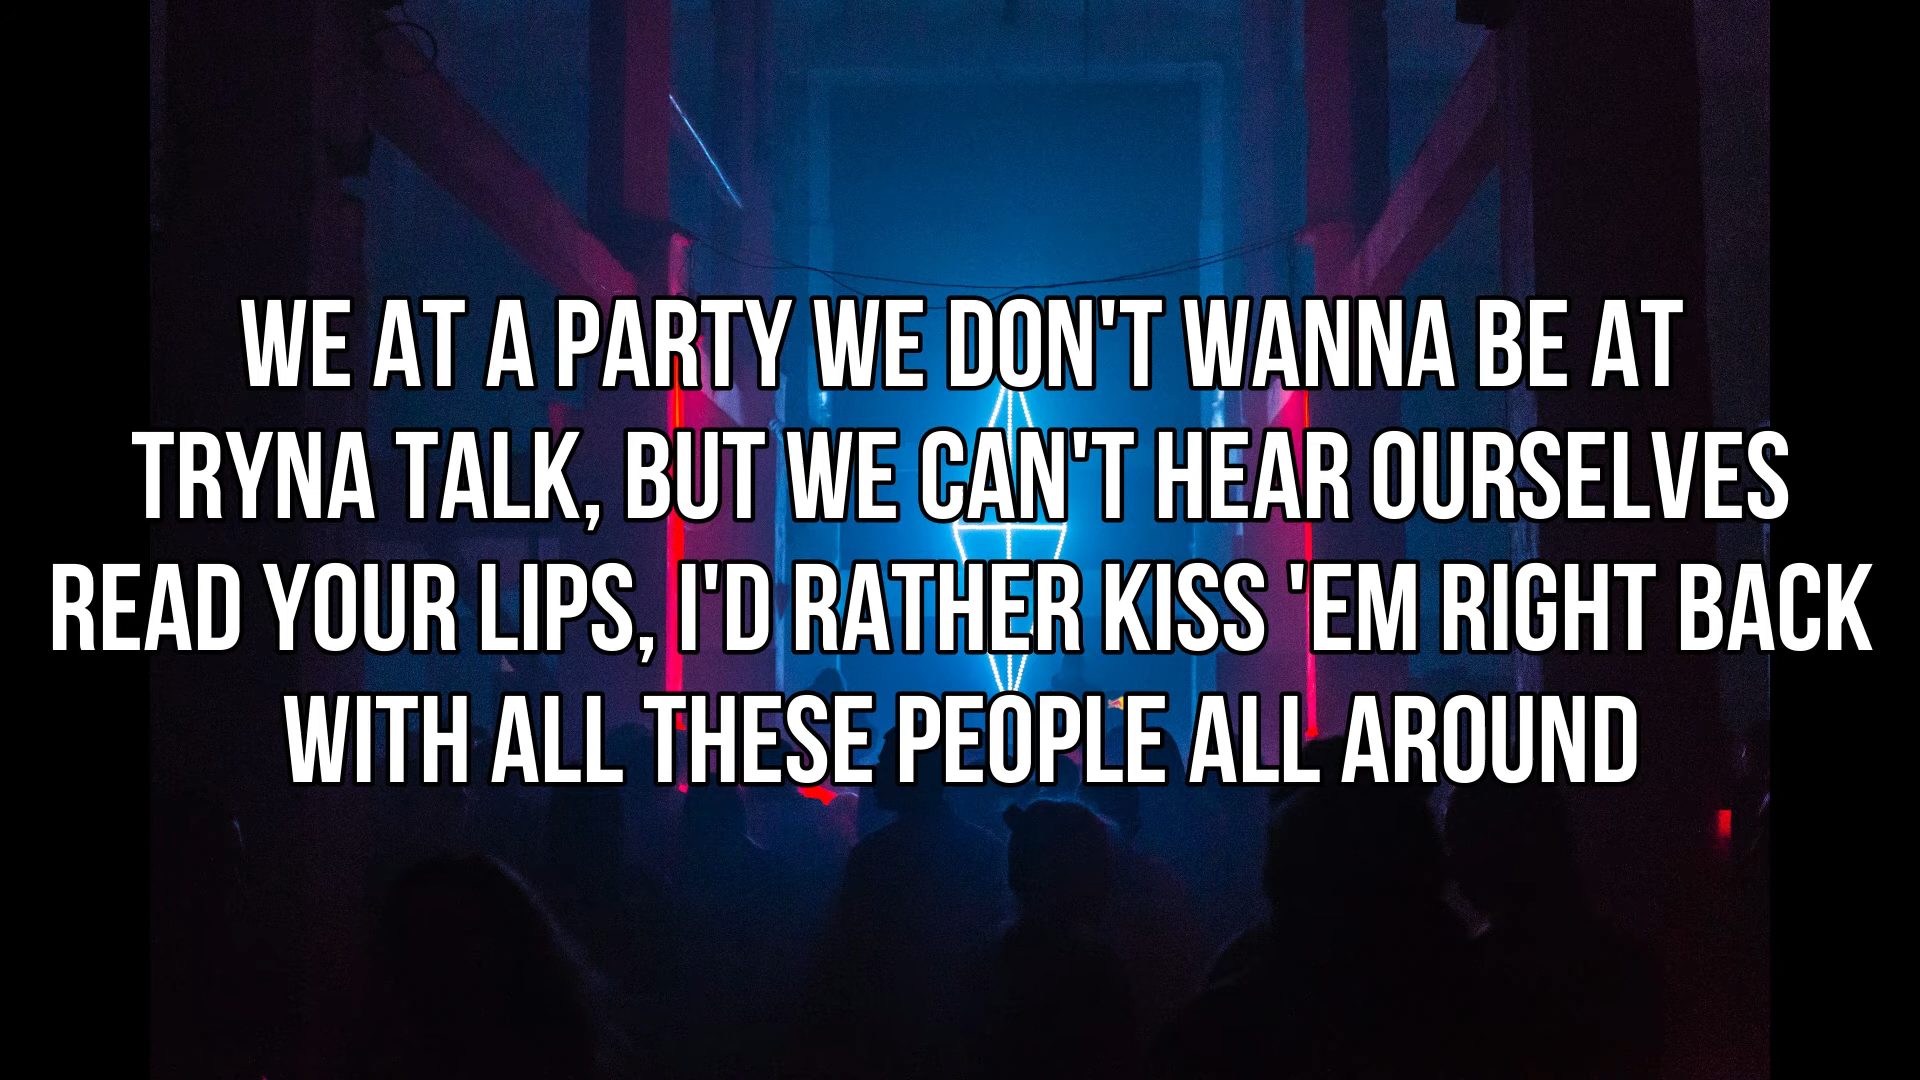 WE AT A PARTY WE DON'T WANNA BE AT
TRYNA TALK, BUT WE CAN'T HEAR OURSELVES
READ YOUR LIPS, I'D RATHER KISS 'EM RIGHT BACK
WITH ALL THESE PEOPLE ALL AROUND